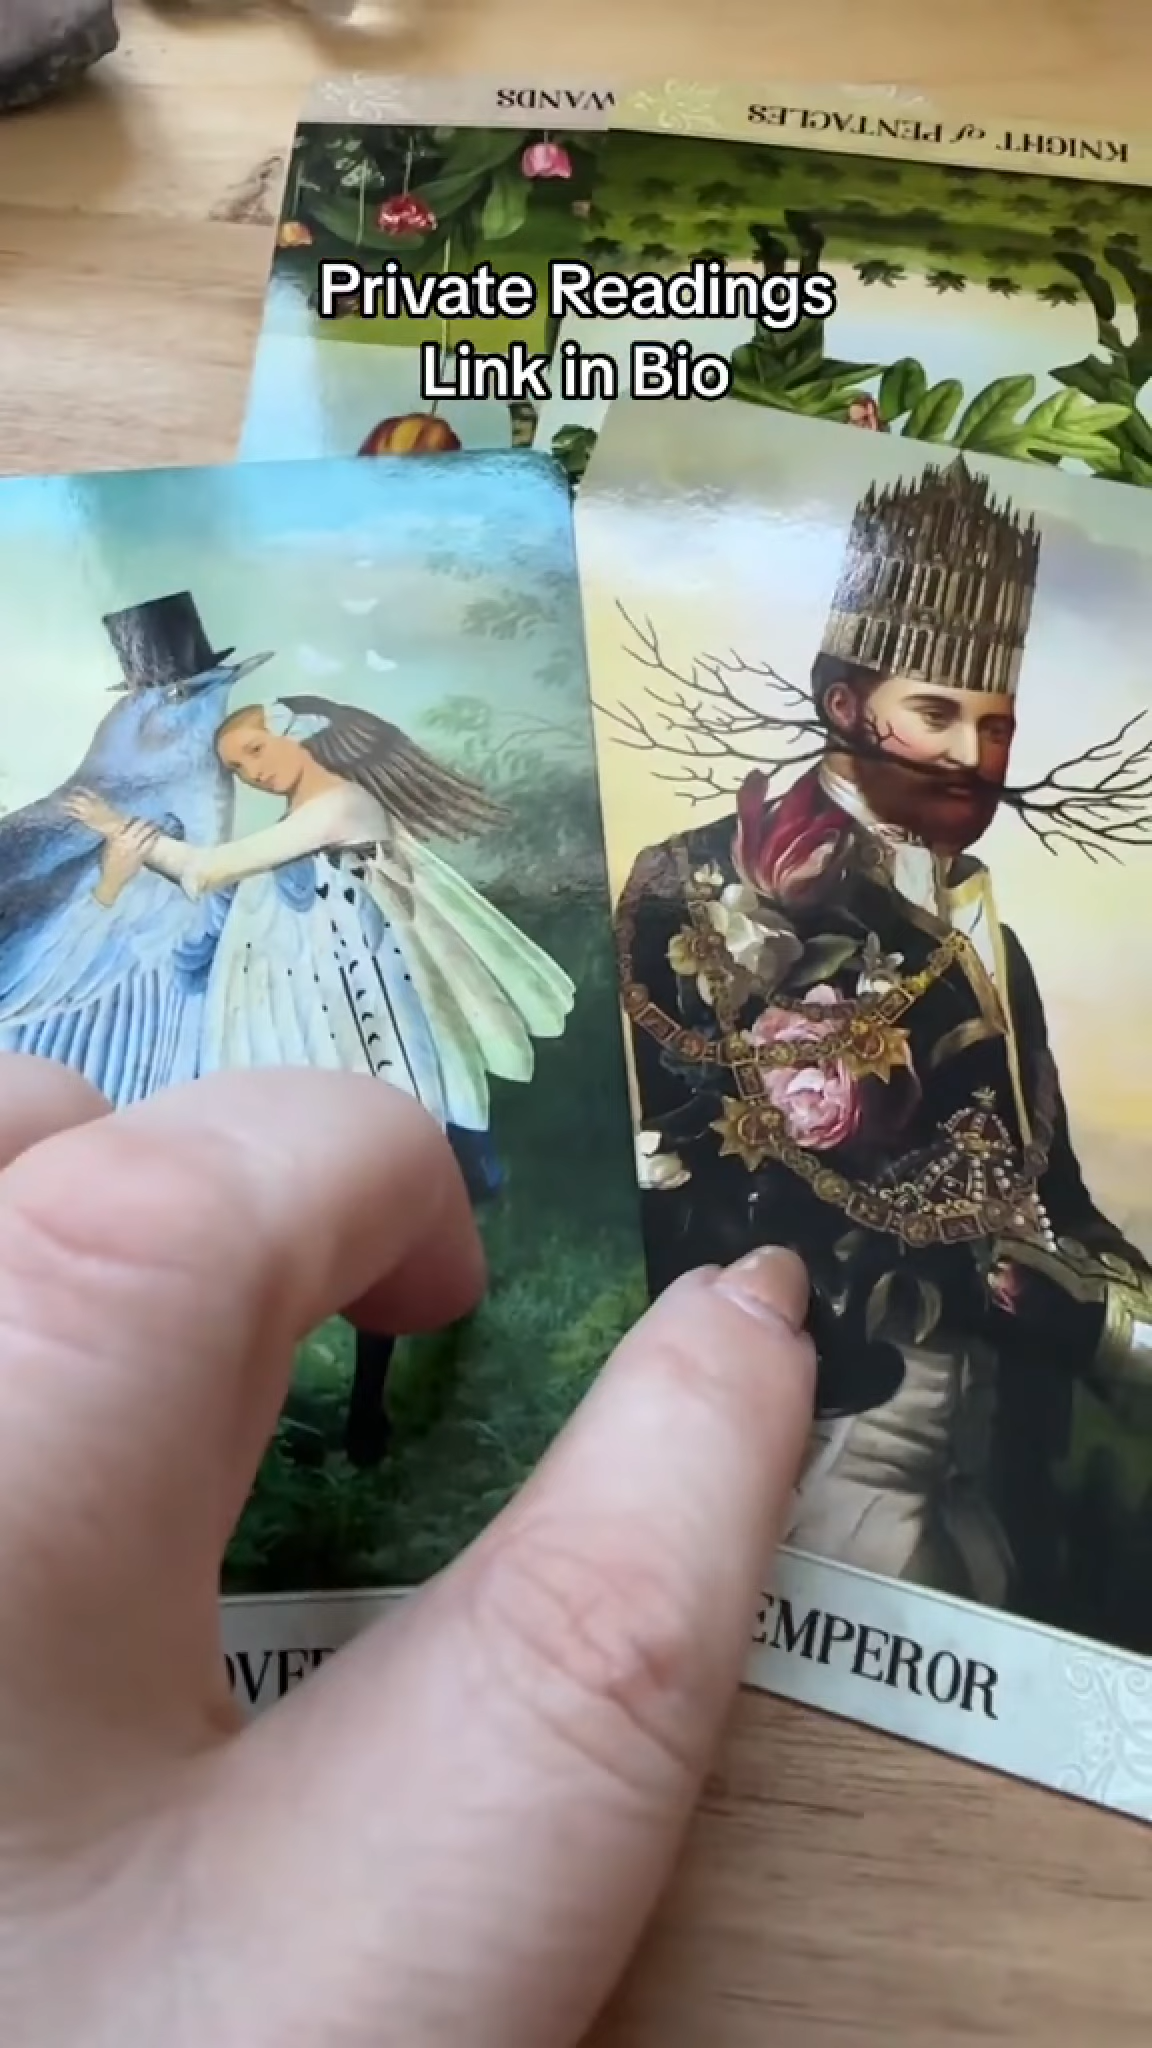 WANDS
KNIGHT of PENTACLES
Private Readings
Link in Bio
EMPEROR